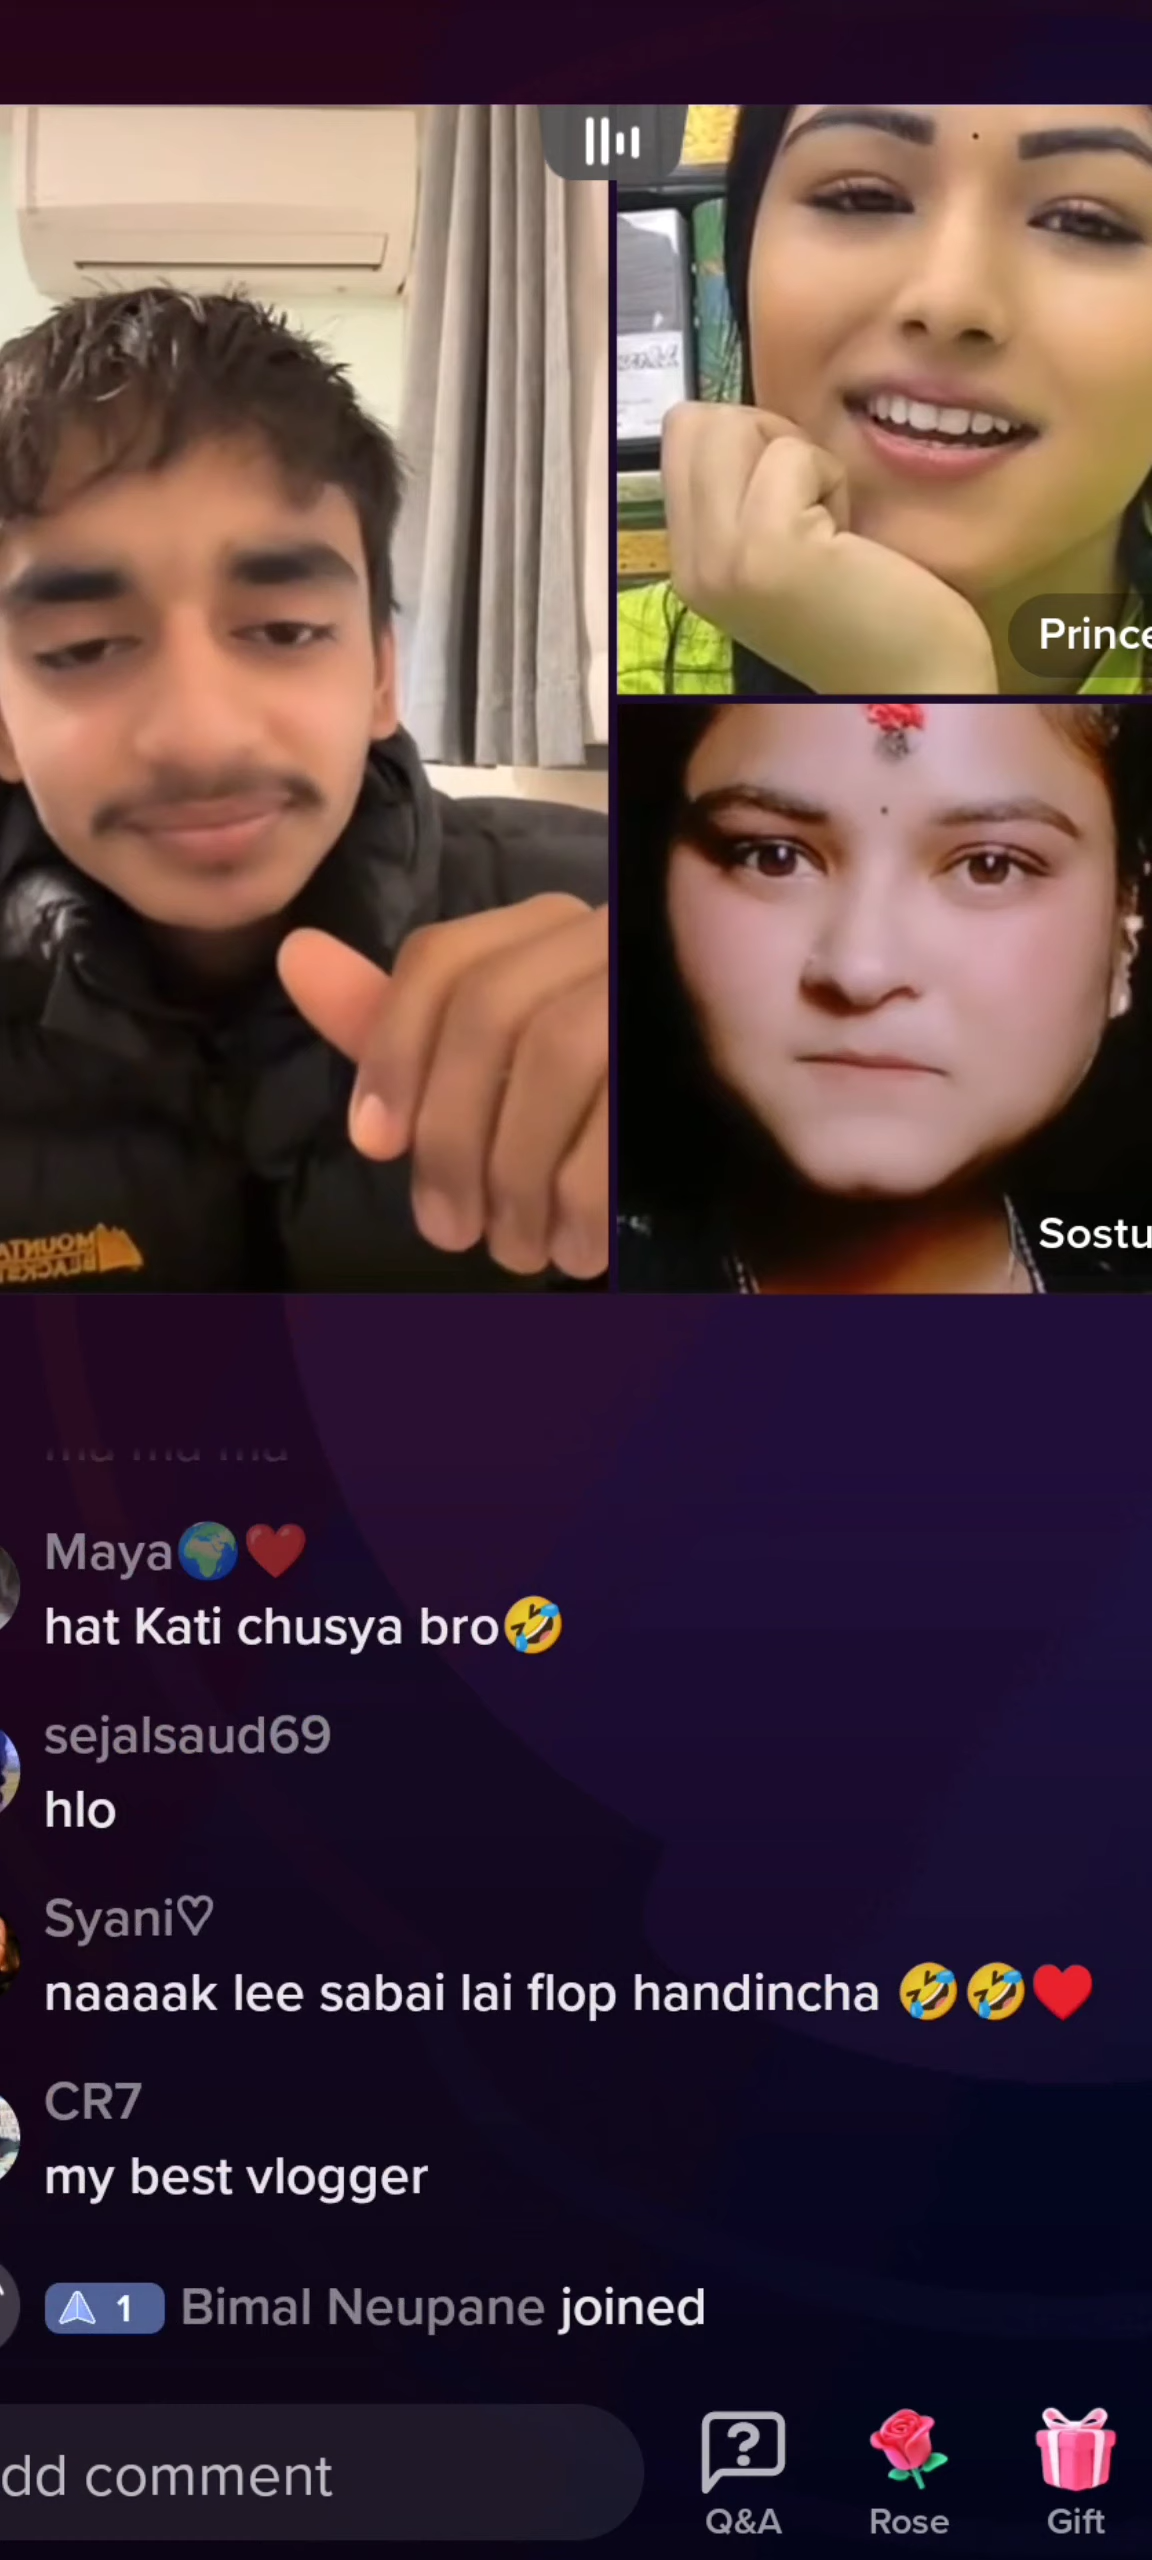 Prince
Sostu
Maya🌍❤️
hat Kati chusya bro🤣
sejalsaud69
hlo
Syani♡
naaaak lee sabai lai flop handincha 🤣🤣♥️
CR7
my best vlogger
1 Bimal Neupane joined
dd comment
Q&A
Rose
Gift